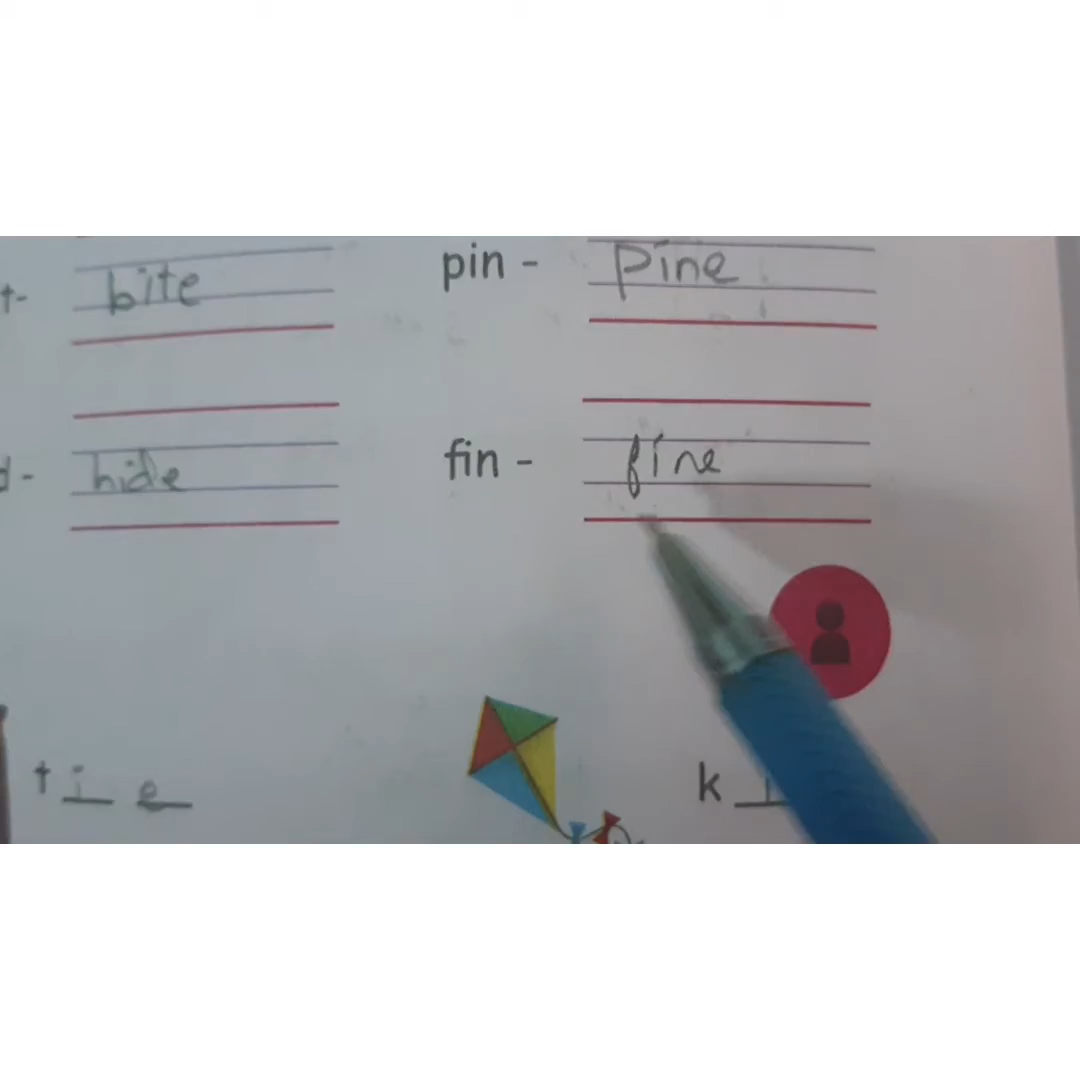 t- bite pin - pine
d - hide fin - fine
t i e k i